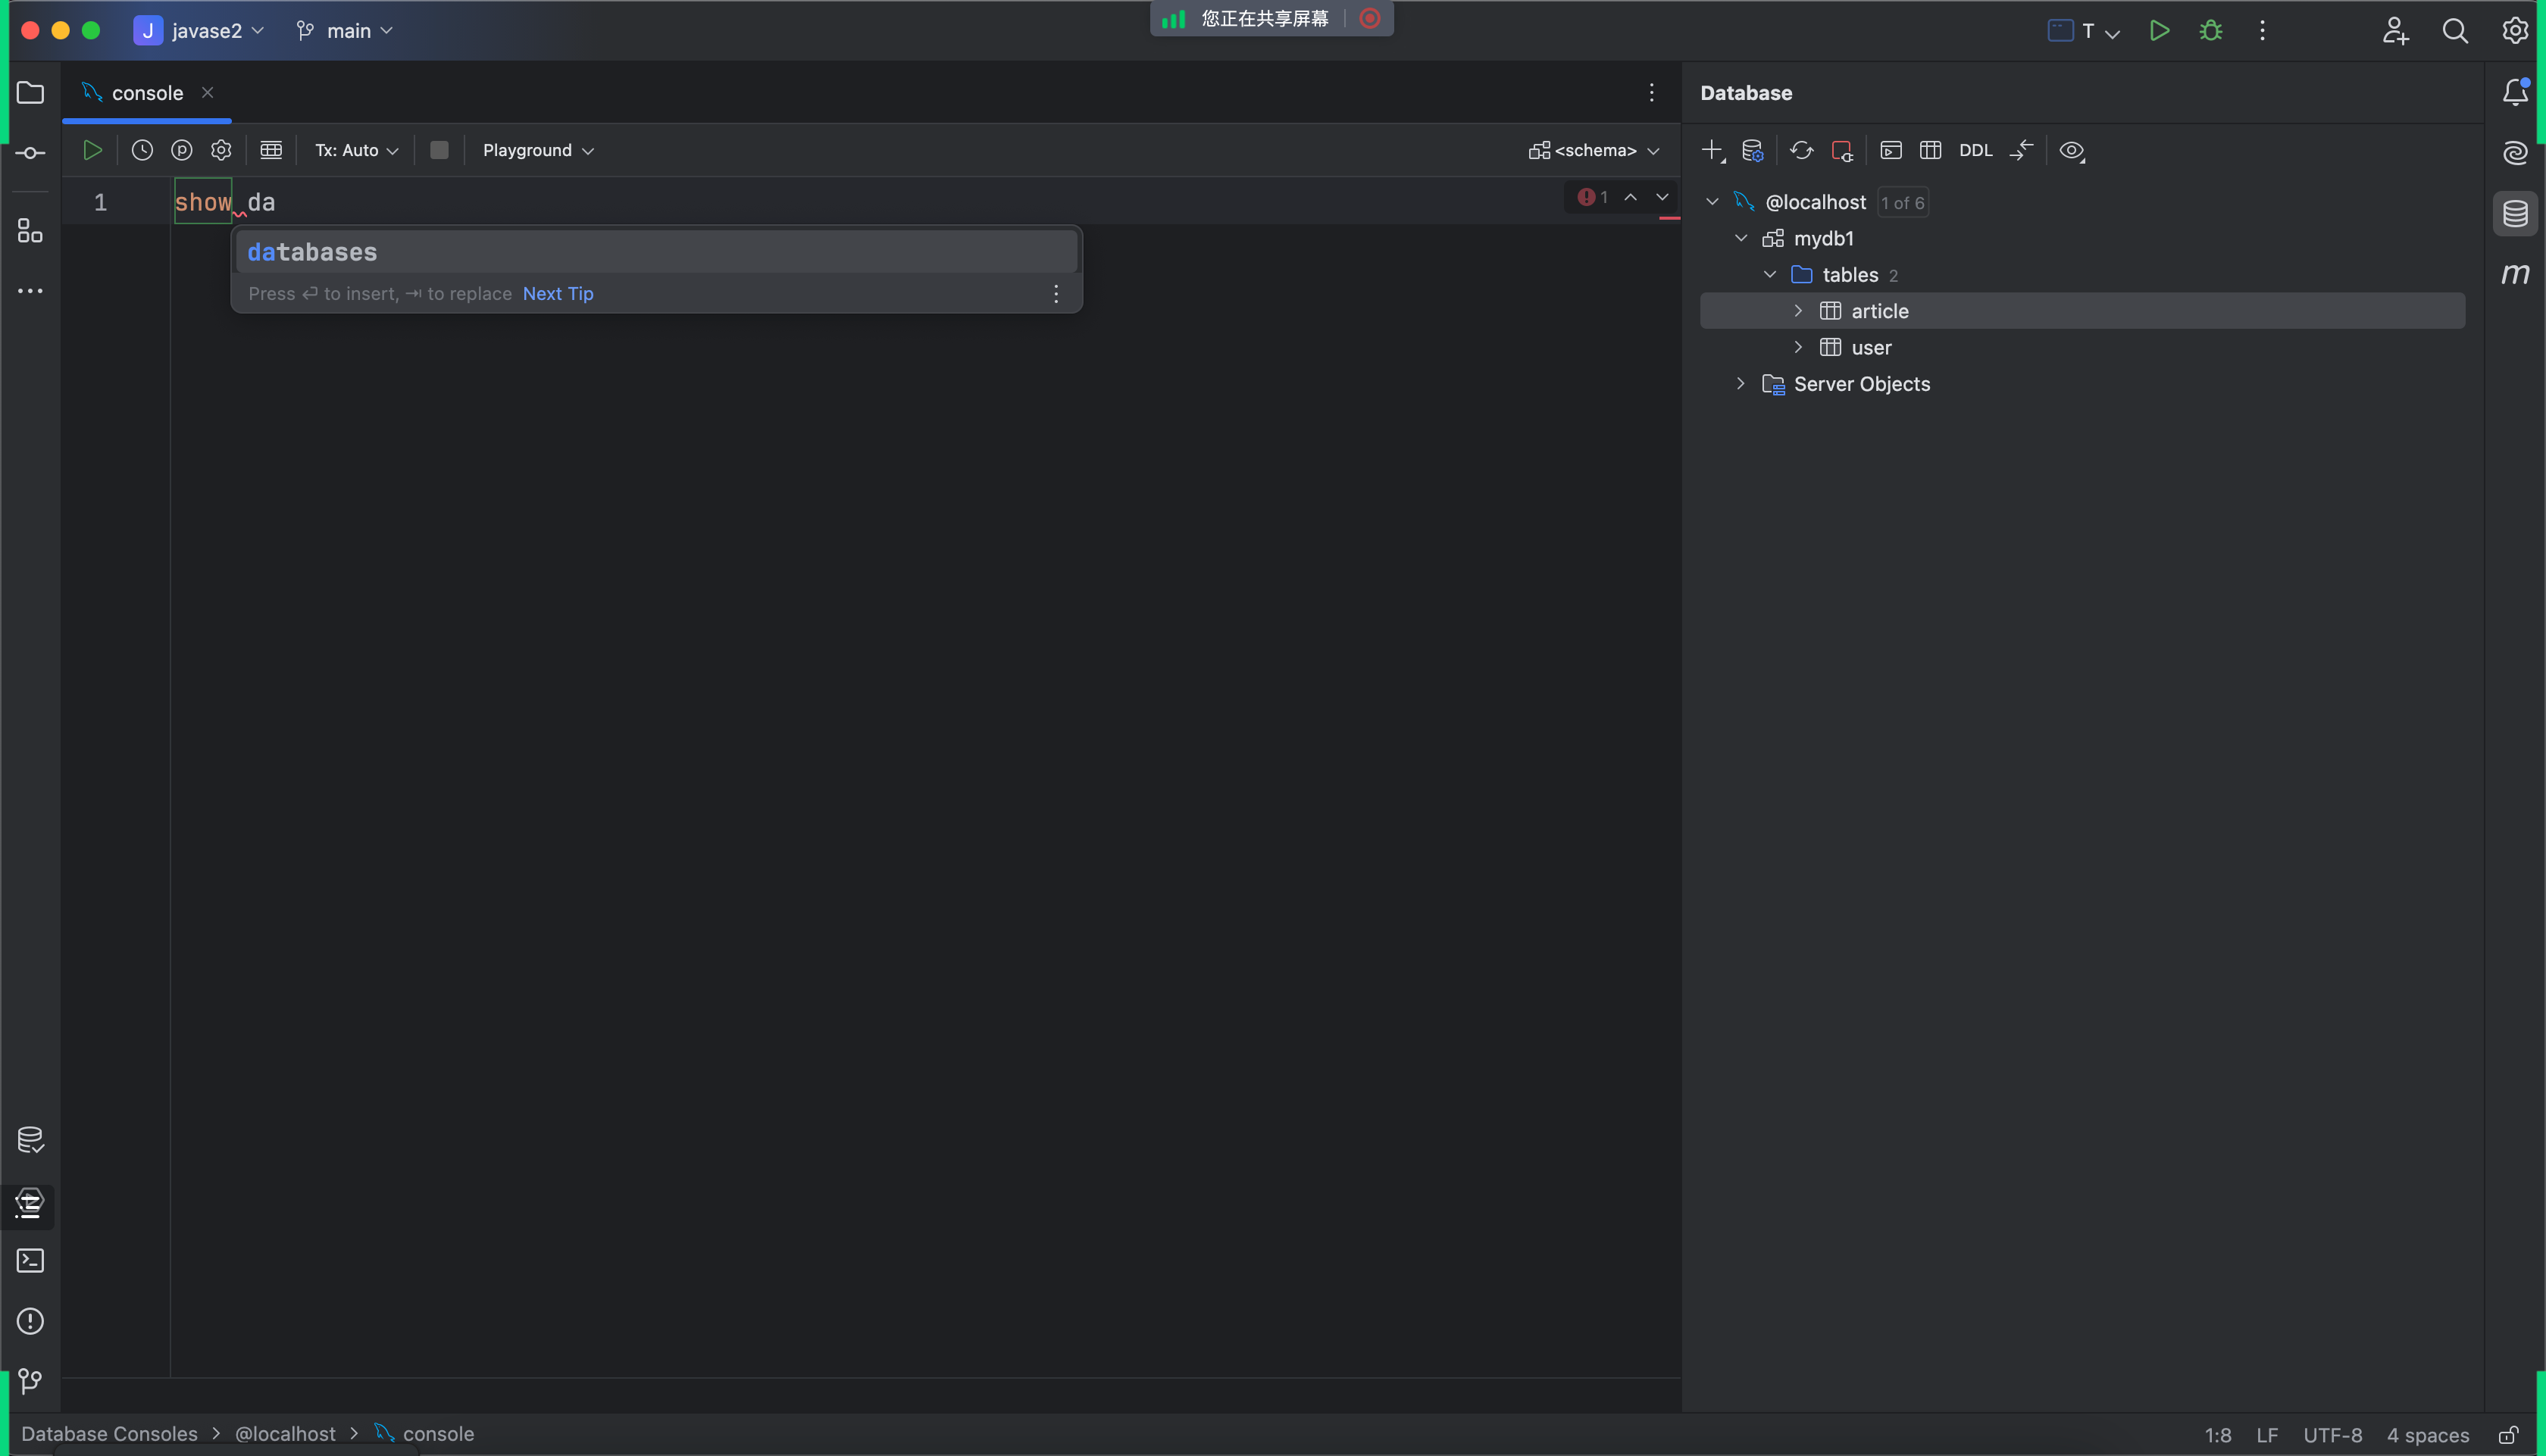 J javase2 main
您正在共享屏幕
T
console
Database
Tx: Auto
Playground
<schema>
DDL
1 show da
1
databases
Press ↵ to insert, ⇥ to replace Next Tip
@localhost 1 of 6
mydb1
tables 2
article
user
Server Objects
m
Database Consoles > @localhost > console
1:8 LF UTF-8 4 spaces